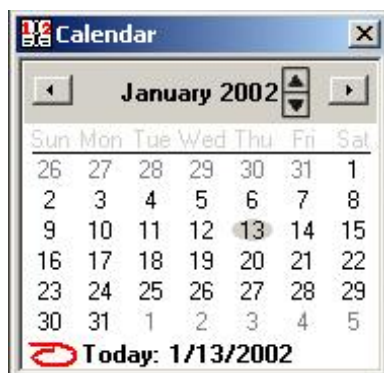 Calendar
January 2002
Sun Mon Tue Wed Thu Fri Sat
26 27 28 29 30 31 1
2 3 4 5 6 7 8
9 10 11 12 13 14 15
16 17 18 19 20 21 22
23 24 25 26 27 28 29
30 31 1 2 3 4 5
Today: 1/13/2002